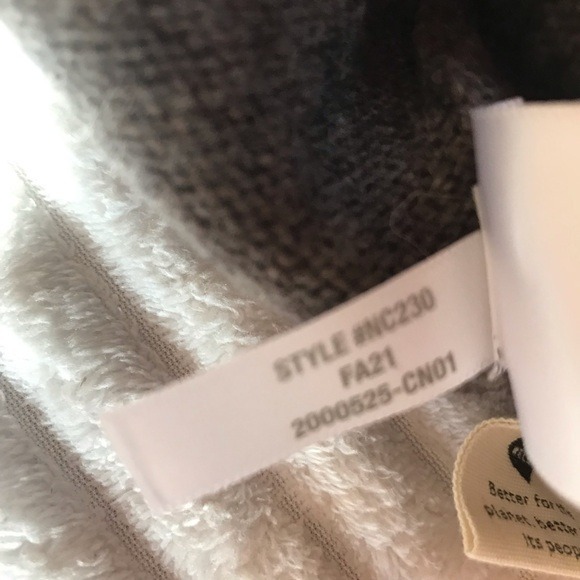 STYLE #NC230
FA21
2000525-CN01
Better for the
planet, better
its people